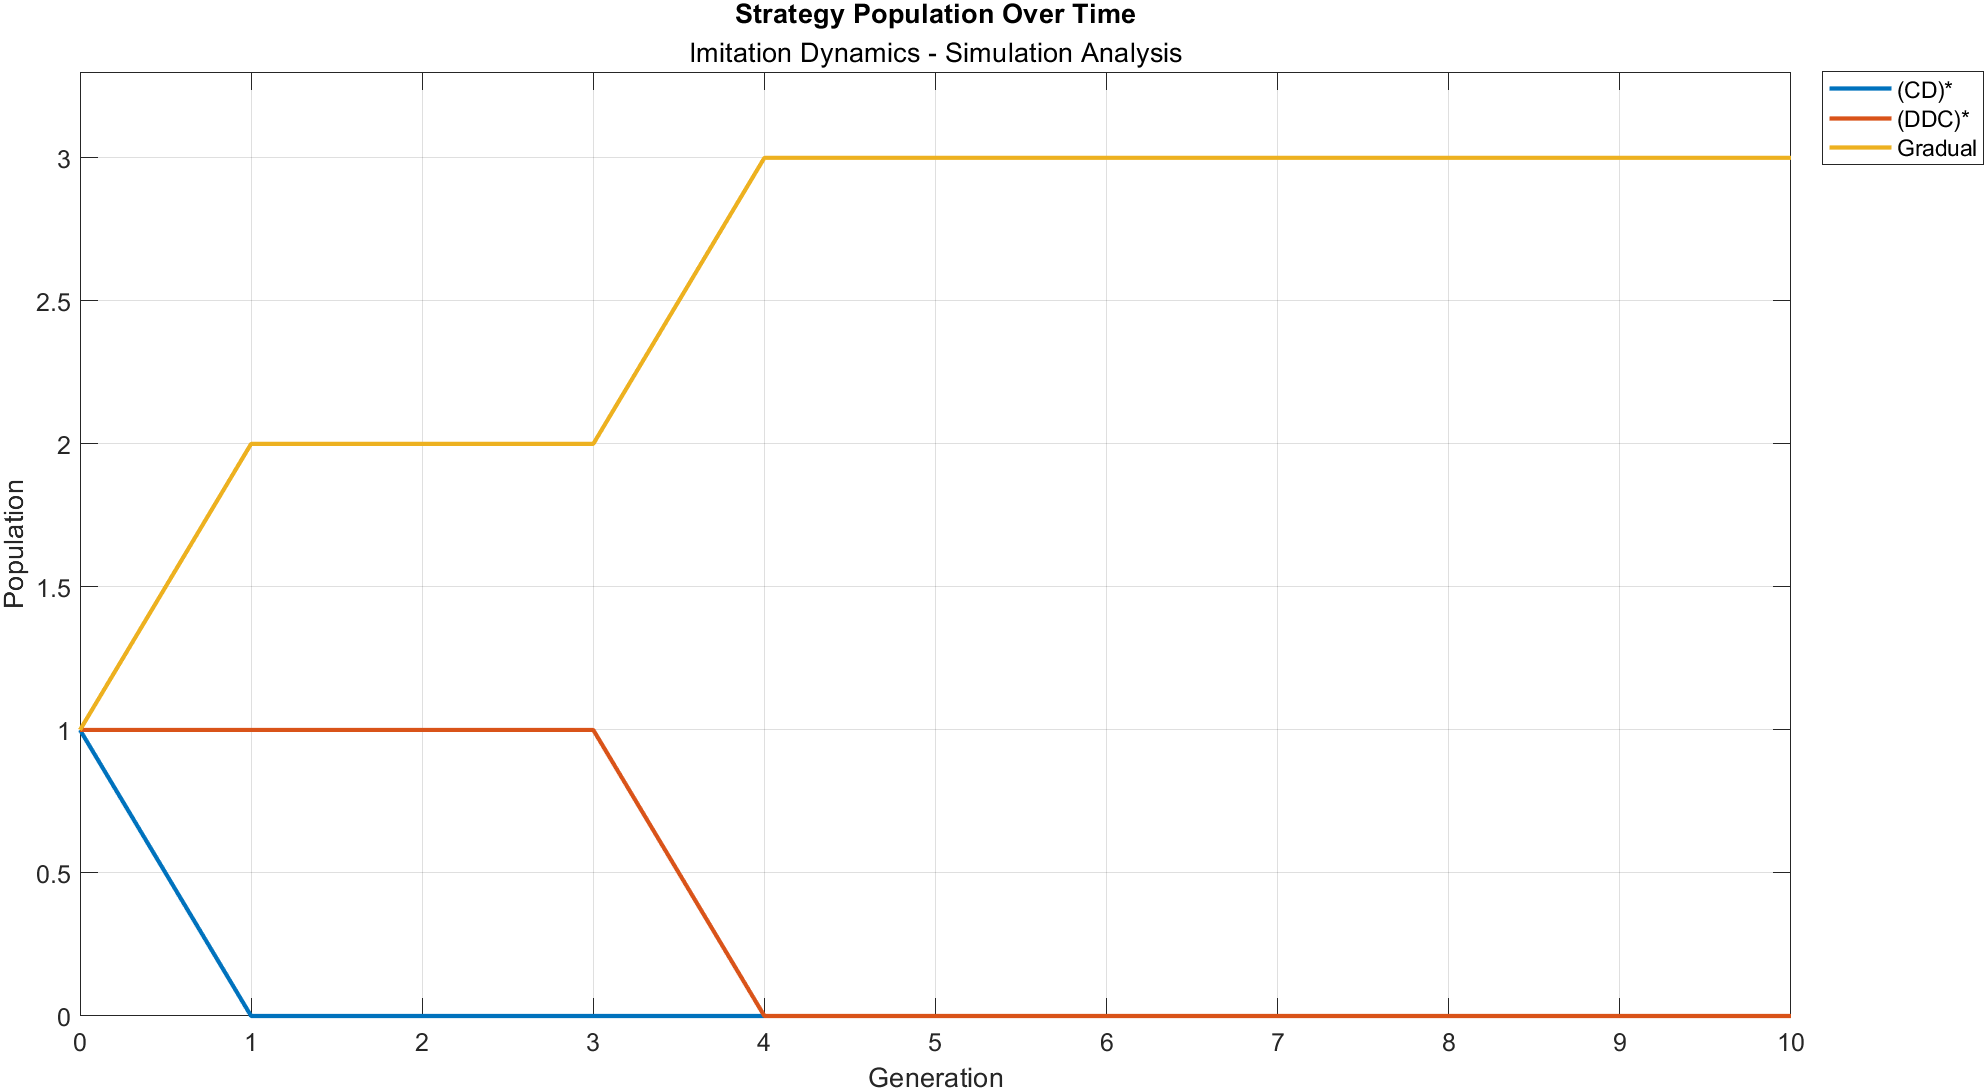 Strategy Population Over Time
Imitation Dynamics - Simulation Analysis
(CD)*
(DDC)*
Gradual
3
2.5
2
1.5
1
0.5
0
Population
0 1 2 3 4 5 6 7 8 9 10
Generation